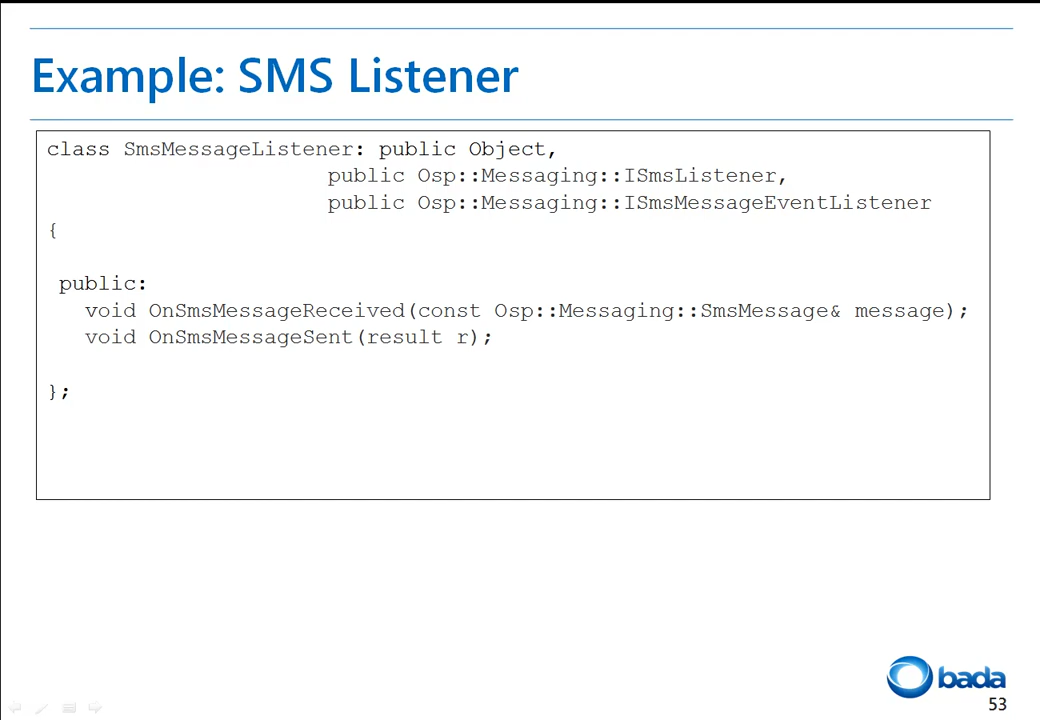 Example: SMS Listener
class SmsMessageListener: public Object,
public Osp::Messaging::ISmsListener,
public Osp::Messaging::ISmsMessageEventListener
{
public:
void OnSmsMessageReceived(const Osp::Messaging::SmsMessage& message);
void OnSmsMessageSent(result r);
};
bada
53